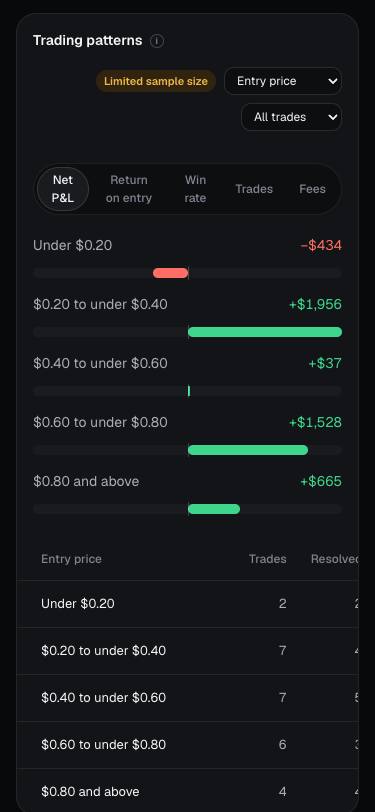 Trading patterns
Limited sample size
Entry price
All trades
Net P&L
Return on entry
Win rate
Trades
Fees
Under $0.20 −$434
$0.20 to under $0.40 +$1,956
$0.40 to under $0.60 +$37
$0.60 to under $0.80 +$1,528
$0.80 and above +$665
Entry price Trades Resolved
Under $0.20 2
$0.20 to under $0.40 7
$0.40 to under $0.60 7
$0.60 to under $0.80 6
$0.80 and above 4